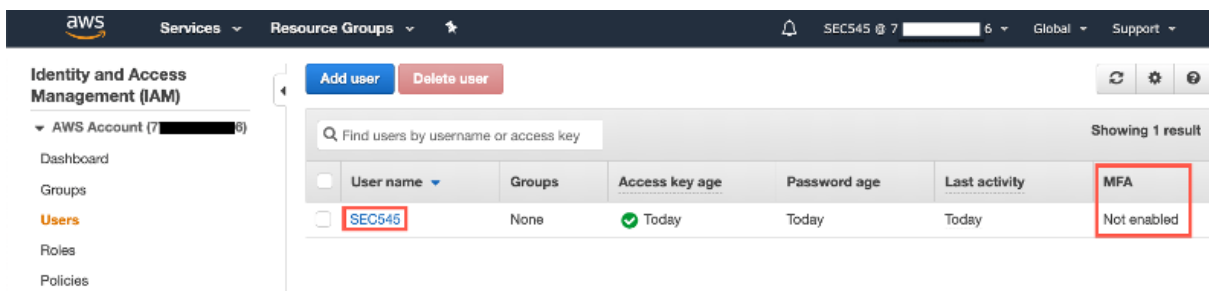 aws Services Resource Groups SEC545 @ 7 6 Global Support
Identity and Access
Management (IAM)
AWS Account (7 6)
Dashboard
Groups
Users
Roles
Policies
Add user Delete user
Find users by username or access key Showing 1 result
User name Groups Access key age Password age Last activity MFA
SEC545 None Today Today Today Not enabled